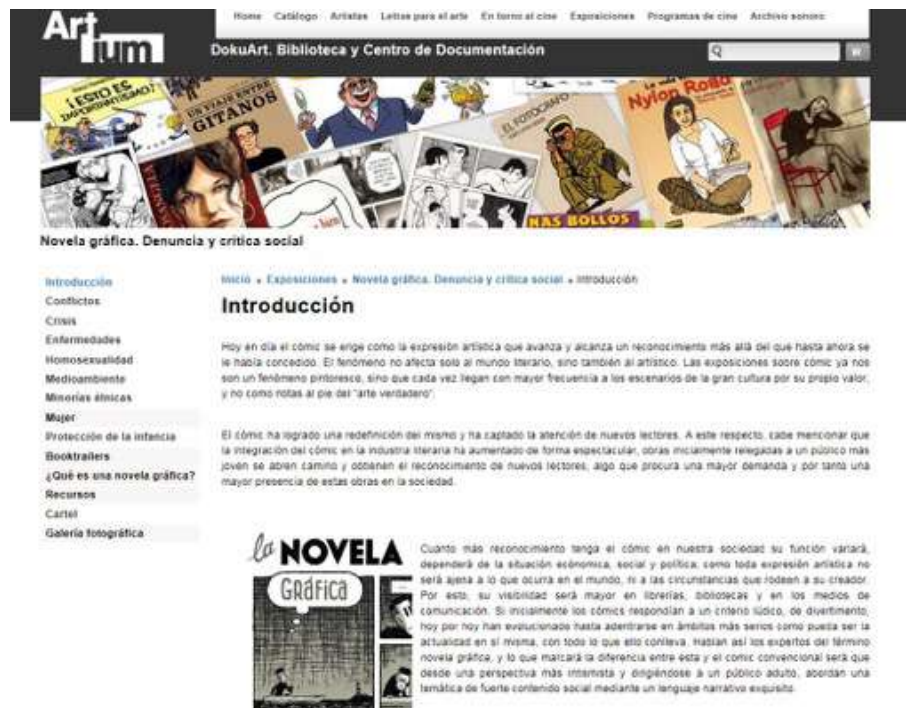 Artium
Home Catálogo Artistas Letras para el arte En torno al cine Exposiciones Programas de cine Archivo sonoro
DokuArt. Biblioteca y Centro de Documentación
¡ESTO ES IMPORTANTÍSIMO!
UN VIAJE ENTRE
GITANOS
EL FOTÓGRAFO
Nylon Road
NAS BOLLOS
Novela gráfica. Denuncia y crítica social
Introducción
Conflictos
Crisis
Enfermedades
Homosexualidad
Medioambiente
Minorías étnicas
Mujer
Protección de la infancia
Booktrailers
¿Qué es una novela gráfica?
Recursos
Cartel
Galería fotográfica
Inicio » Exposiciones » Novela gráfica. Denuncia y crítica social » Introducción
Introducción
Hoy en día el cómic se erige como la expresión artística que avanza y alcanza un reconocimiento más allá del que hasta ahora se
le había concedido. El fenómeno no afecta solo al mundo literario, sino también al artístico. Las exposiciones sobre cómic ya nos
son un fenómeno pintoresco, sino que cada vez llegan con mayor frecuencia a los escenarios de la gran cultura por su propio valor,
y no como notas al pie del "arte verdadero".
El cómic ha logrado una redefinición del mismo y ha captado la atención de nuevos lectores. A este respecto, cabe mencionar que
la integración del cómic en la industria literaria ha aumentado de forma espectacular, obras inicialmente relegadas a un público más
joven se abren camino y obtienen el reconocimiento de nuevos lectores, algo que procura una mayor demanda y por tanto una
mayor presencia de estas obras en la sociedad.
la NOVELA
GRÁFICA
Cuanto más reconocimiento tenga el cómic en nuestra sociedad su función variará,
dependerá de la situación económica, social y política; como toda expresión artística no
será ajena a lo que ocurra en el mundo, ni a las circunstancias que rodeen a su creador.
Por esto, su visibilidad será mayor en librerías, bibliotecas y en los medios de
comunicación. Si inicialmente los cómics respondían a un criterio lúdico, de divertimento,
hoy por hoy han evolucionado hasta adentrarse en ámbitos más serios como pueda ser la
actualidad en sí misma, con todo lo que ello conlleva. Hablan así los expertos del término
novela gráfica, y lo que marcará la diferencia entre esta y el comic convencional será que
desde una perspectiva más intimista y dirigiéndose a un público adulto, abordan una
temática de fuerte contenido social mediante un lenguaje narrativo exquisito.